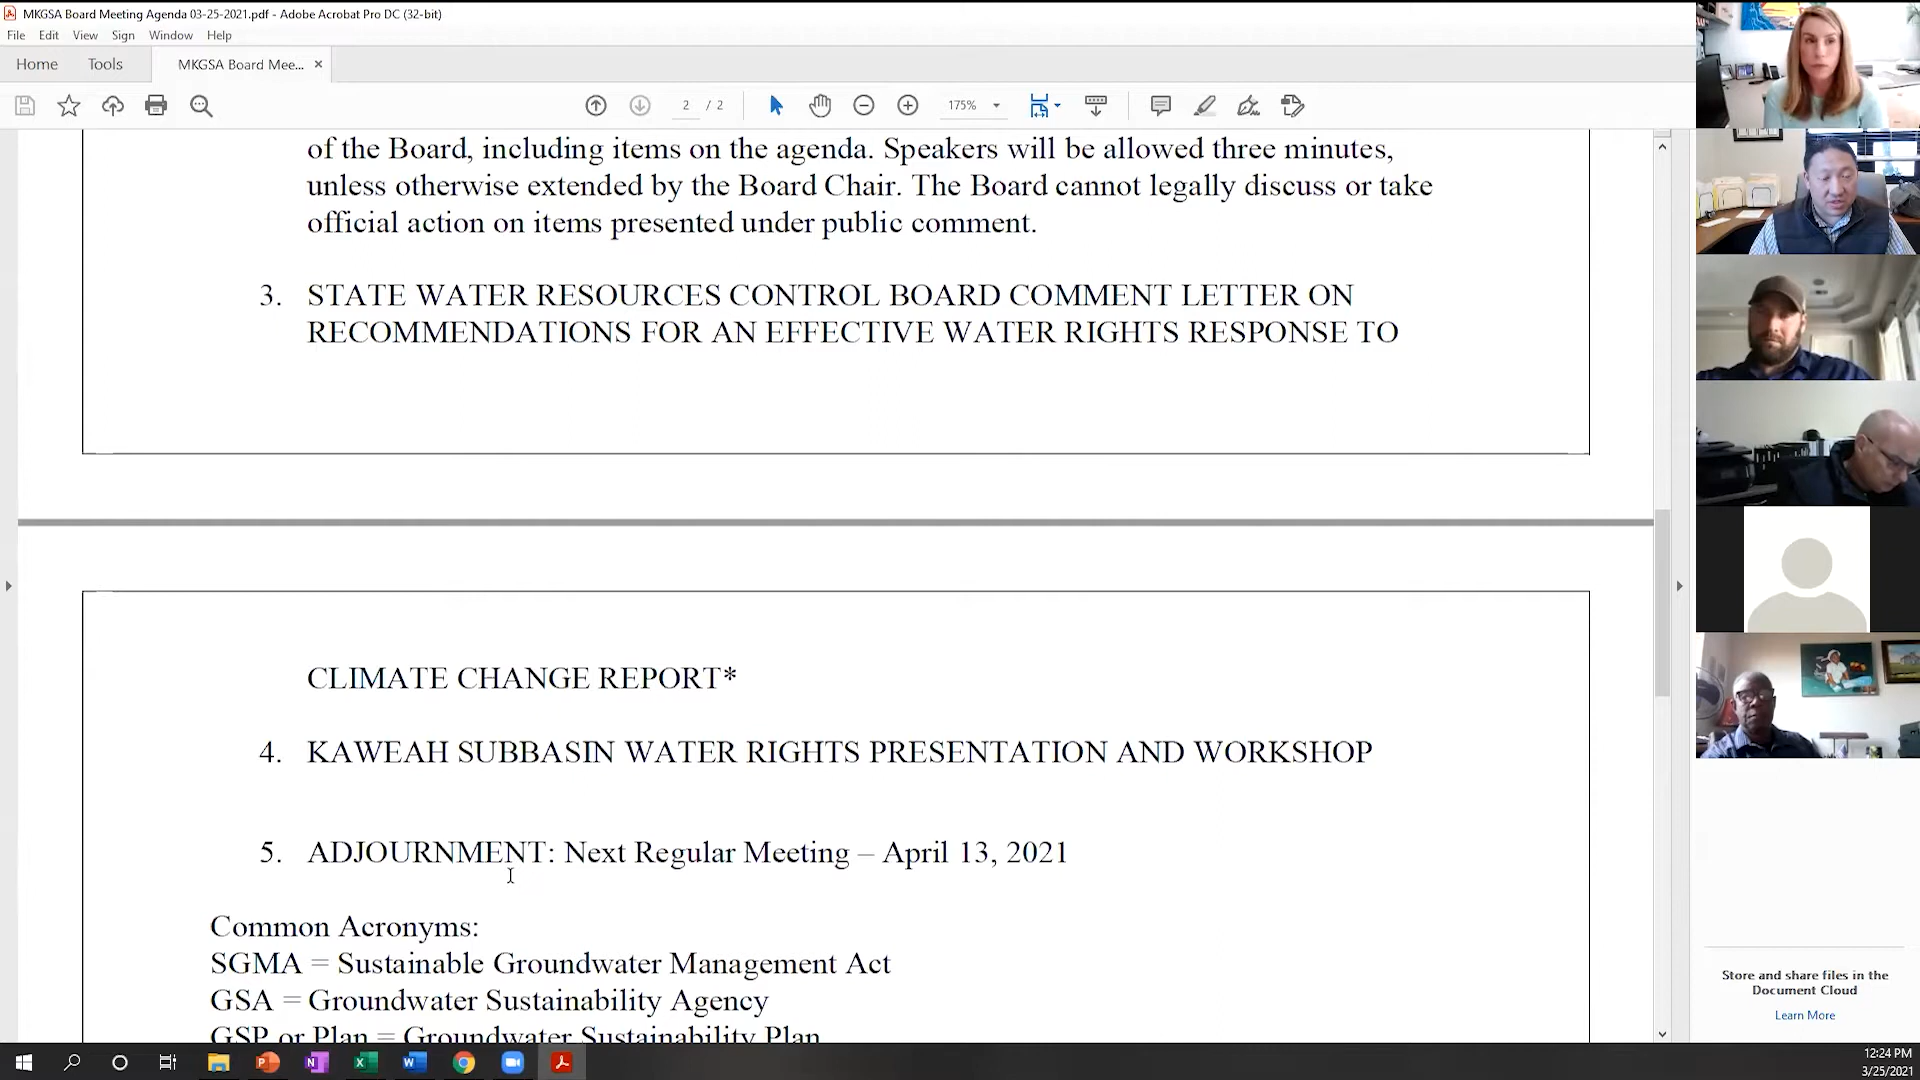 MKGSA Board Meeting Agenda 03-25-2021.pdf - Adobe Acrobat Pro DC (32-bit)
File Edit View Sign Window Help
Home Tools MKGSA Board Mee... ×
2 / 2 175%
of the Board, including items on the agenda. Speakers will be allowed three minutes,
unless otherwise extended by the Board Chair. The Board cannot legally discuss or take
official action on items presented under public comment.
3. STATE WATER RESOURCES CONTROL BOARD COMMENT LETTER ON
RECOMMENDATIONS FOR AN EFFECTIVE WATER RIGHTS RESPONSE TO
CLIMATE CHANGE REPORT*
4. KAWEAH SUBBASIN WATER RIGHTS PRESENTATION AND WORKSHOP
5. ADJOURNMENT: Next Regular Meeting – April 13, 2021
Common Acronyms:
SGMA = Sustainable Groundwater Management Act
GSA = Groundwater Sustainability Agency
GSP or Plan = Groundwater Sustainability Plan
Store and share files in the
Document Cloud
Learn More
12:24 PM
3/25/2021